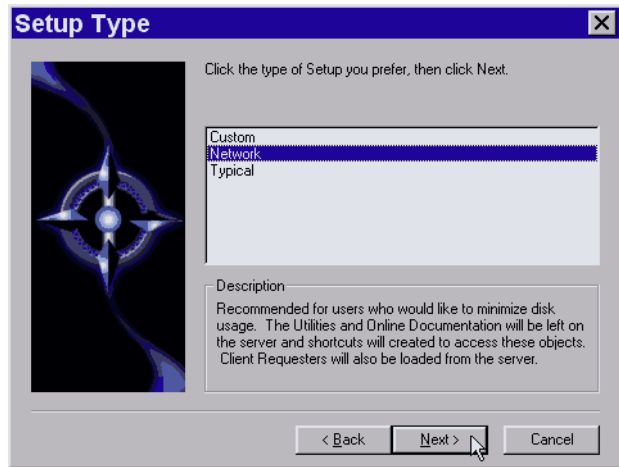 Setup Type
Click the type of Setup you prefer, then click Next.
Custom
Network
Typical
Description
Recommended for users who would like to minimize disk
usage.  The Utilities and Online Documentation will be left on
the server and shortcuts will created to access these objects.
Client Requesters will also be loaded from the server.
< Back
Next >
Cancel